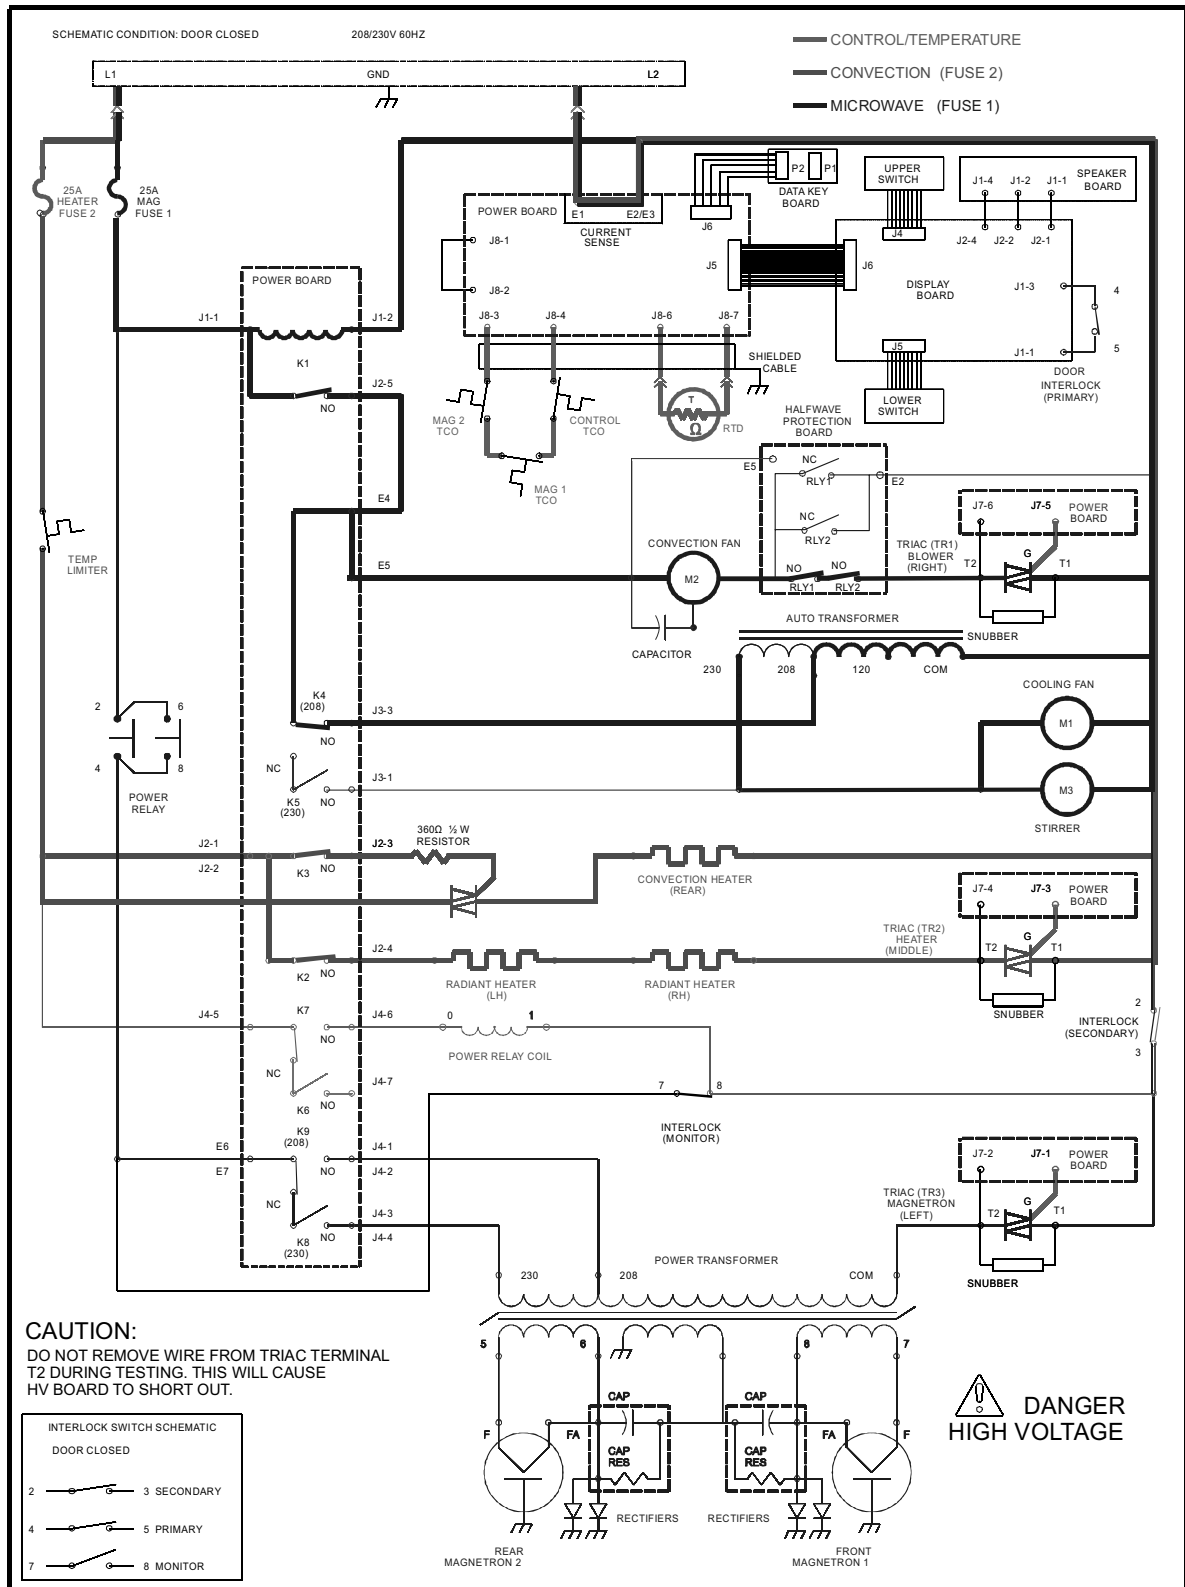 SCHEMATIC CONDITION: DOOR CLOSED
208/230V 60HZ
CONTROL/TEMPERATURE
CONVECTION (FUSE 2)
MICROWAVE (FUSE 1)
L1
GND
L2
25A
HEATER
FUSE 2
25A
MAG
FUSE 1
POWER BOARD
E1
E2/E3
CURRENT
SENSE
J6
P2
P1
DATA KEY
BOARD
UPPER
SWITCH
J1-4
J1-2
J1-1
SPEAKER
BOARD
J4
J2-4
J2-2
J2-1
J8-1
J8-2
J5
J6
DISPLAY
BOARD
J1-3
4
5
J1-1
J5
LOWER
SWITCH
DOOR
INTERLOCK
(PRIMARY)
POWER BOARD
J1-1
J1-2
K1
J2-5
NO
J8-3
J8-4
J8-6
J8-7
SHIELDED
CABLE
MAG 2
TCO
CONTROL
TCO
T
Ω
RTD
MAG 1
TCO
HALFWAVE
PROTECTION
BOARD
E5
NC
RLY1
E2
NC
RLY2
NO
NO
RLY1
RLY2
E4
E5
TEMP
LIMITER
CONVECTION FAN
M2
CAPACITOR
TRIAC (TR1)
BLOWER
(RIGHT)
J7-6
J7-5
POWER
BOARD
T2
G
T1
SNUBBER
AUTO TRANSFORMER
230
208
120
COM
COOLING FAN
M1
M3
STIRRER
K4
(208)
NO
J3-3
NC
K5
(230)
NO
J3-1
2
6
4
8
POWER
RELAY
J2-1
J2-2
K3
NO
J2-3
360Ω ½ W
RESISTOR
CONVECTION HEATER
(REAR)
J7-4
J7-3
POWER
BOARD
TRIAC (TR2)
HEATER
(MIDDLE)
T2
G
T1
SNUBBER
K2
NO
J2-4
RADIANT HEATER
(LH)
RADIANT HEATER
(RH)
J4-5
K7
NO
J4-6
0
1
POWER RELAY COIL
2
INTERLOCK
(SECONDARY)
3
NC
K6
NO
J4-7
7
8
INTERLOCK
(MONITOR)
E6
E7
K9
(208)
NO
J4-1
J4-2
NC
K8
(230)
NO
J4-3
J4-4
J7-2
J7-1
POWER
BOARD
TRIAC (TR3)
MAGNETRON
(LEFT)
T2
G
T1
SNUBBER
POWER TRANSFORMER
230
208
COM
5
6
8
7
CAP
CAP
F
FA
CAP
RES
CAP
RES
FA
F
RECTIFIERS
RECTIFIERS
REAR
MAGNETRON 2
FRONT
MAGNETRON 1
CAUTION:
DO NOT REMOVE WIRE FROM TRIAC TERMINAL
T2 DURING TESTING. THIS WILL CAUSE
HV BOARD TO SHORT OUT.
DANGER
HIGH VOLTAGE
INTERLOCK SWITCH SCHEMATIC
DOOR CLOSED
2 3 SECONDARY
4 5 PRIMARY
7 8 MONITOR